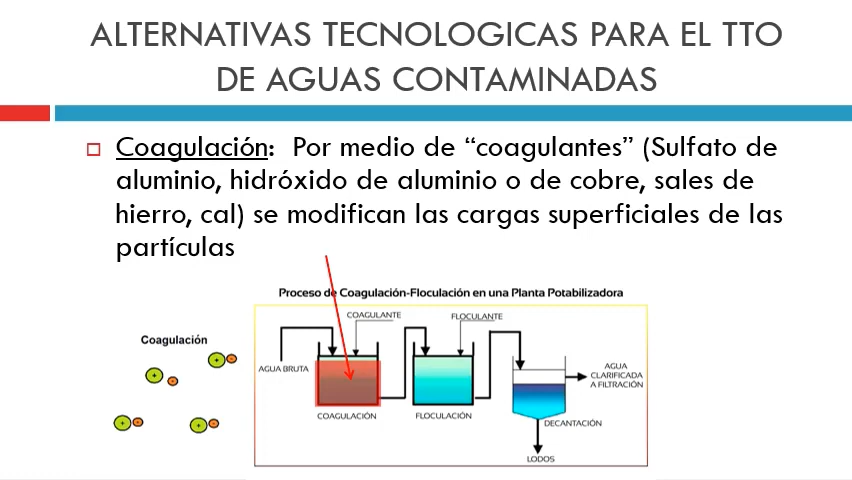 ALTERNATIVAS TECNOLOGICAS PARA EL TTO
DE AGUAS CONTAMINADAS
Coagulación: Por medio de “coagulantes” (Sulfato de
aluminio, hidróxido de aluminio o de cobre, sales de
hierro, cal) se modifican las cargas superficiales de las
partículas
Proceso de Coagulación-Floculación en una Planta Potabilizadora
Coagulación
+ -
+ -
+ -
+ -
COAGULANTE
FLOCULANTE
AGUA BRUTA
AGUA
CLARIFICADA
A FILTRACIÓN
COAGULACIÓN
FLOCULACIÓN
DECANTACIÓN
LODOS